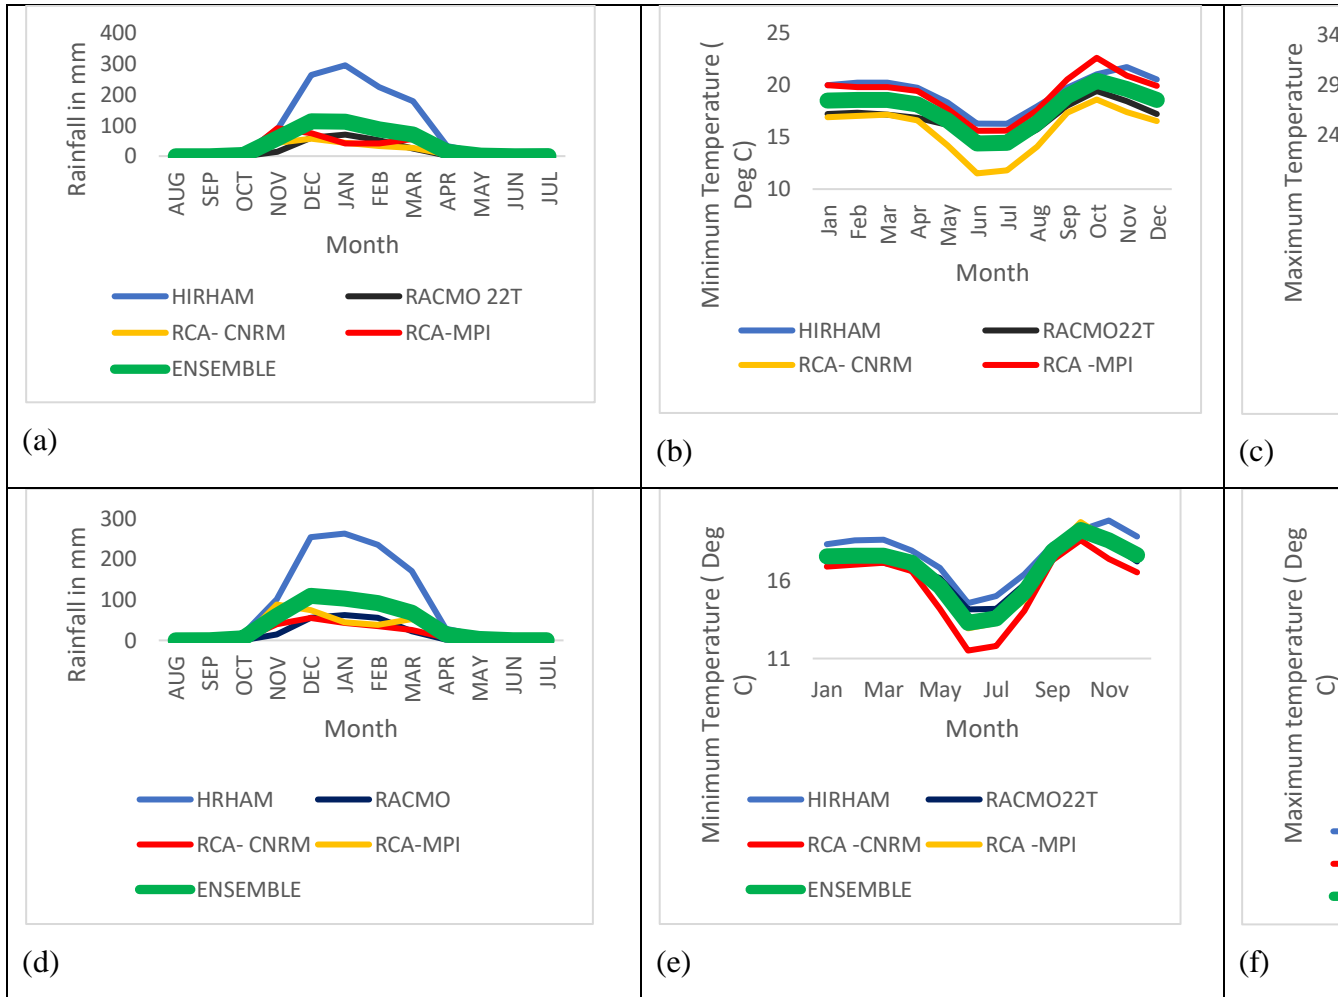 400
300
200
100
0
Rainfall in mm
AUG SEP OCT NOV DEC JAN FEB MAR APR MAY JUN JUL
Month
HIRHAM RACMO 22T
RCA- CNRM RCA-MPI
ENSEMBLE
(a)
25
20
15
10
Minimum Temperature (
Deg C)
Jan Feb Mar Apr May Jun Jul Aug Sep Oct Nov Dec
Month
HIRHAM RACMO22T
RCA- CNRM RCA -MPI
(b)
34
29
24
Maximum Temperature
(c)
300
200
100
0
Rainfall in mm
AUG SEP OCT NOV DEC JAN FEB MAR APR MAY JUN JUL
Month
HRHAM RACMO
RCA- CNRM RCA-MPI
ENSEMBLE
(d)
16
11
Minimum Temperature ( Deg
C)
Jan Mar May Jul Sep Nov
Month
HIRHAM RACMO22T
RCA -CNRM RCA -MPI
ENSEMBLE
(e)
Maximum temperature ( Deg
C)
(f)